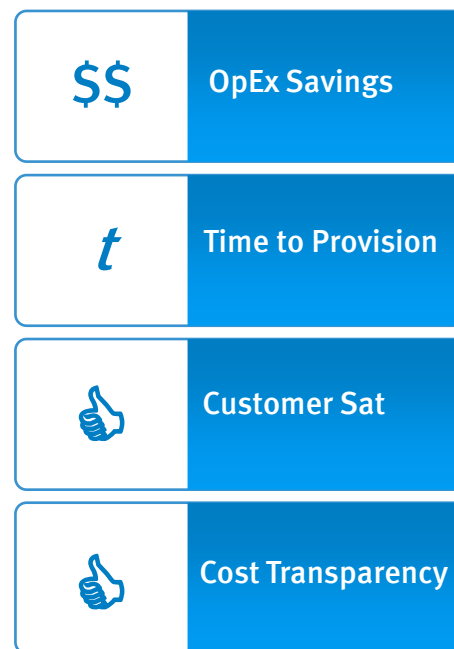 $$
OpEx Savings
t
Time to Provision
Customer Sat
Cost Transparency